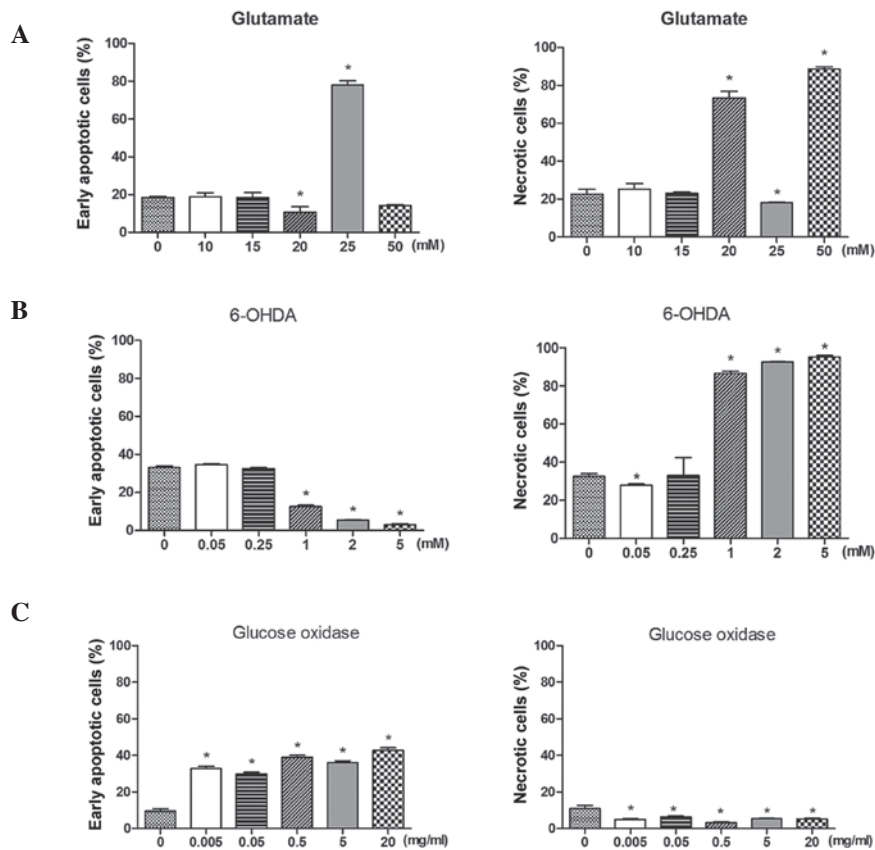 A
Glutamate
Early apoptotic cells (%)
100
80
60
40
20
0
0 10 15 20 25 50 (mM)
*
*
Glutamate
Necrotic cells (%)
100
80
60
40
20
0
0 10 15 20 25 50 (mM)
*
*
*
B
6-OHDA
Early apoptotic cells (%)
100
80
60
40
20
0
0 0.05 0.25 1 2 5 (mM)
*
*
*
6-OHDA
Necrotic cells (%)
100
80
60
40
20
0
0 0.05 0.25 1 2 5 (mM)
*
*
*
*
C
Glucose oxidase
Early apoptotic cells (%)
100
80
60
40
20
0
0 0.005 0.05 0.5 5 20 (mg/ml)
*
*
*
*
*
Glucose oxidase
Necrotic cells (%)
100
80
60
40
20
0
0 0.005 0.05 0.5 5 20 (mg/ml)
*
*
*
*
*